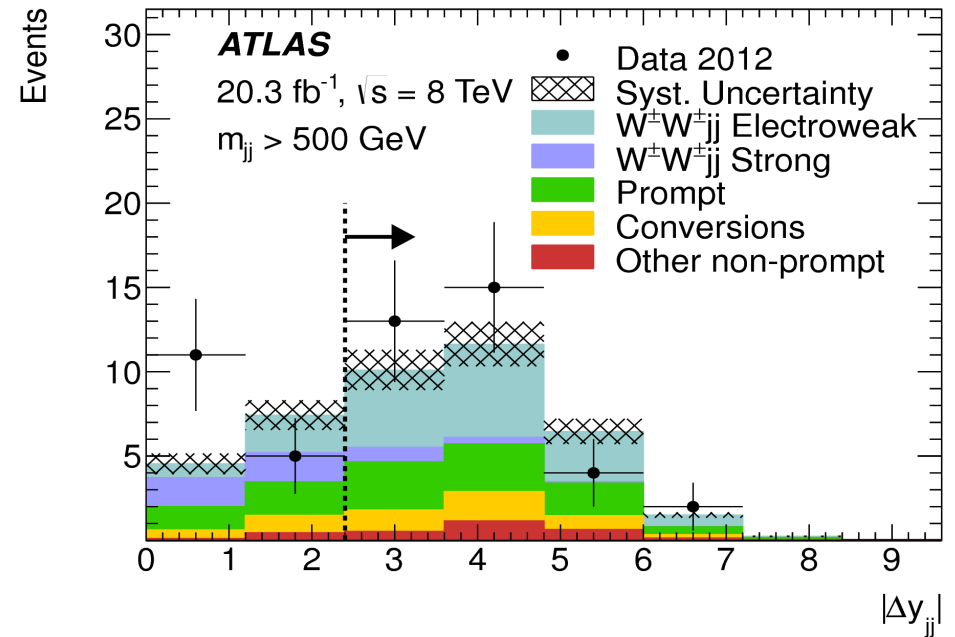 Events
30
25
20
15
10
5
0 1 2 3 4 5 6 7 8 9
|Δy_jj|
ATLAS
20.3 fb⁻¹, √s = 8 TeV
m_jj > 500 GeV
Data 2012
Syst. Uncertainty
W±W±jj Electroweak
W±W±jj Strong
Prompt
Conversions
Other non-prompt